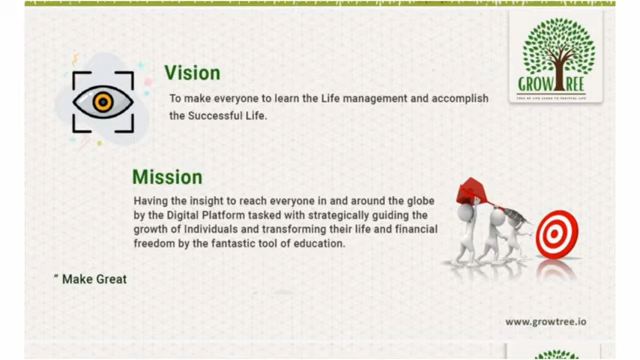 Vision
To make everyone to learn the Life management and accomplish
the Successful Life.
GROWTREE
Mission
Having the insight to reach everyone in and around the globe
by the Digital Platform tasked with strategically guiding the
growth of Individuals and transforming their life and financial
freedom by the fantastic tool of education.
" Make Great
www.growtree.io